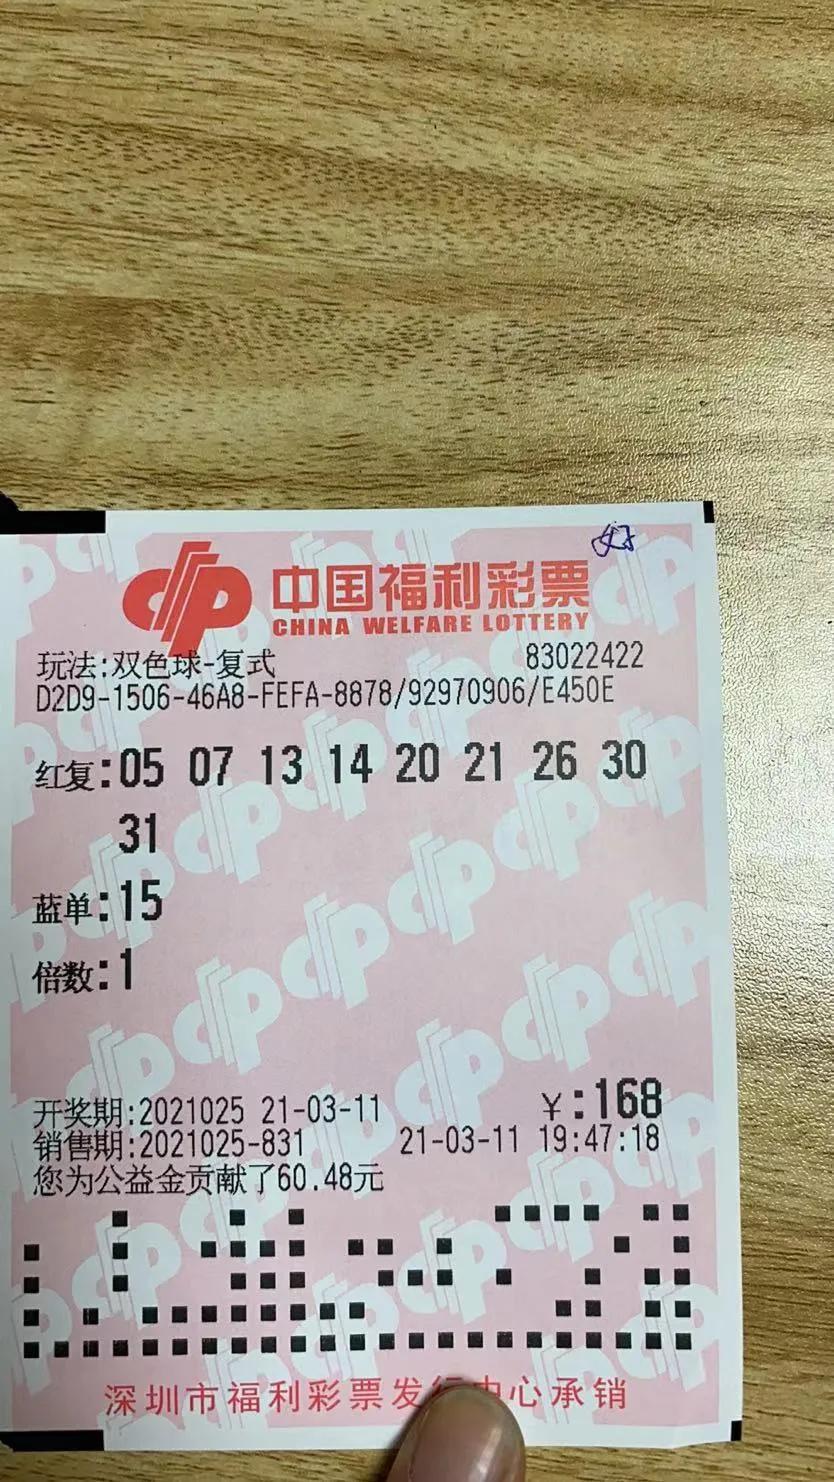 中国福利彩票
CHINA WELFARE LOTTERY
玩法:双色球-复式 83022422
D2D9-1506-46A8-FEFA-8878/92970906/E450E
红复:05 07 13 14 20 21 26 30
31
蓝单:15
倍数:1
开奖期:2021025 21-03-11 ¥:168
销售期:2021025-831 21-03-11 19:47:18
您为公益金贡献了60.48元
深圳市福利彩票发行中心承销